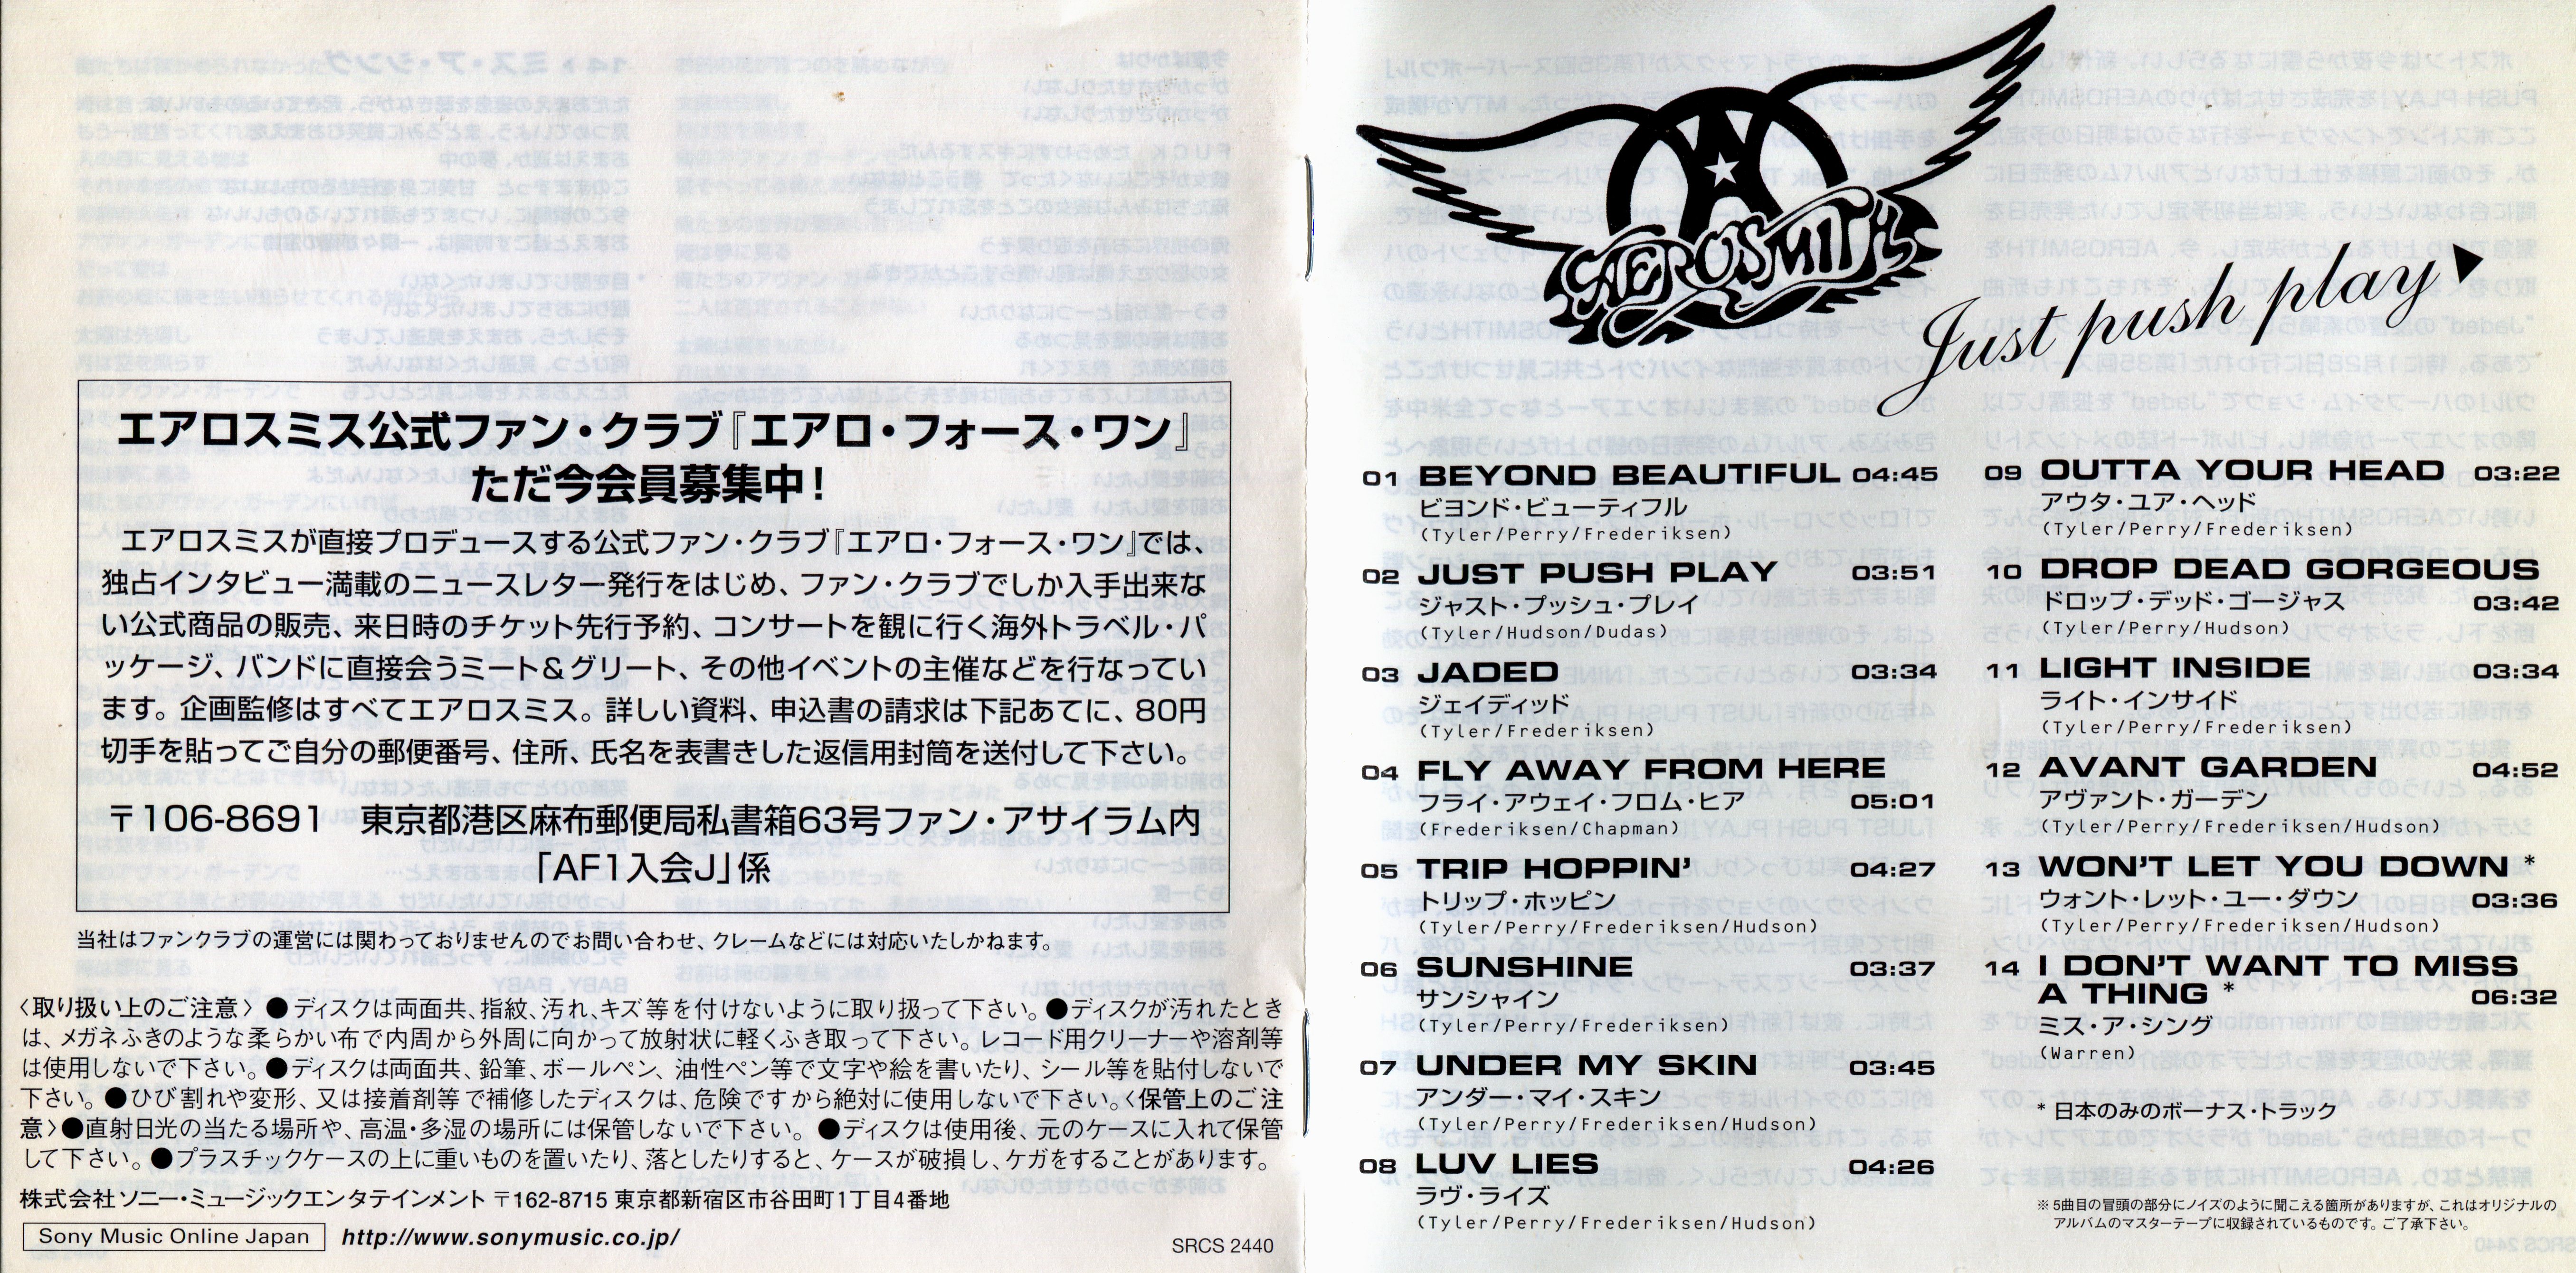 エアロスミス公式ファン・クラブ『エアロ・フォース・ワン』
ただ今会員募集中!
エアロスミスが直接プロデュースする公式ファン・クラブ『エアロ・フォース・ワン』では、
独占インタビュー満載のニュースレター発行をはじめ、ファン・クラブでしか入手出来な
い公式商品の販売、来日時のチケット先行予約、コンサートを観に行く海外トラベル・パ
ッケージ、バンドに直接会うミート&グリート、その他イベントの主催などを行なってい
ます。企画監修はすべてエアロスミス。詳しい資料、申込書の請求は下記あてに、80円
切手を貼ってご自分の郵便番号、住所、氏名を表書きした返信用封筒を送付して下さい。
〒106-8691 東京都港区麻布郵便局私書箱63号ファン・アサイラム内
「AF1入会J」係
当社はファンクラブの運営には関わっておりませんのでお問い合わせ、クレームなどには対応いたしかねます。
〈取り扱い上のご注意〉●ディスクは両面共、指紋、汚れ、キズ等を付けないように取り扱って下さい。●ディスクが汚れたとき
は、メガネふきのような柔らかい布で内周から外周に向かって放射状に軽くふき取って下さい。レコード用クリーナーや溶剤等
は使用しないで下さい。●ディスクは両面共、鉛筆、ボールペン、油性ペン等で文字や絵を書いたり、シール等を貼付しないで
下さい。●ひび割れや変形、又は接着剤等で補修したディスクは、危険ですから絶対に使用しないで下さい。〈保管上のご注
意〉●直射日光の当たる場所や、高温・多湿の場所には保管しないで下さい。●ディスクは使用後、元のケースに入れて保管
して下さい。●プラスチックケースの上に重いものを置いたり、落としたりすると、ケースが破損し、ケガをすることがあります。
株式会社ソニー・ミュージックエンタテインメント 〒162-8715 東京都新宿区市谷田町1丁目4番地
Sony Music Online Japan http://www.sonymusic.co.jp/
SRCS 2440
AEROSMITH
Just push play
01 BEYOND BEAUTIFUL 04:45
ビヨンド・ビューティフル
(Tyler/Perry/Frederiksen)
02 JUST PUSH PLAY 03:51
ジャスト・プッシュ・プレイ
(Tyler/Hudson/Dudas)
03 JADED 03:34
ジェイディッド
(Tyler/Frederiksen)
04 FLY AWAY FROM HERE
フライ・アウェイ・フロム・ヒア 05:01
(Frederiksen/Chapman)
05 TRIP HOPPIN' 04:27
トリップ・ホッピン
(Tyler/Perry/Frederiksen/Hudson)
06 SUNSHINE 03:37
サンシャイン
(Tyler/Perry/Frederiksen)
07 UNDER MY SKIN 03:45
アンダー・マイ・スキン
(Tyler/Perry/Frederiksen/Hudson)
08 LUV LIES 04:26
ラヴ・ライズ
(Tyler/Perry/Frederiksen/Hudson)
09 OUTTA YOUR HEAD 03:22
アウタ・ユア・ヘッド
(Tyler/Perry/Frederiksen)
10 DROP DEAD GORGEOUS
ドロップ・デッド・ゴージャス 03:42
(Tyler/Perry/Hudson)
11 LIGHT INSIDE 03:34
ライト・インサイド
(Tyler/Perry/Frederiksen)
12 AVANT GARDEN 04:52
アヴァント・ガーデン
(Tyler/Perry/Frederiksen/Hudson)
13 WON'T LET YOU DOWN *
ウォント・レット・ユー・ダウン 03:36
(Tyler/Perry/Frederiksen/Hudson)
14 I DON'T WANT TO MISS
A THING * 06:32
ミス・ア・シング
(Warren)
* 日本のみのボーナス・トラック
※5曲目の冒頭の部分にノイズのように聞こえる箇所がありますが、これはオリジナルの
アルバムのマスターテープに収録されているものです。ご了承下さい。